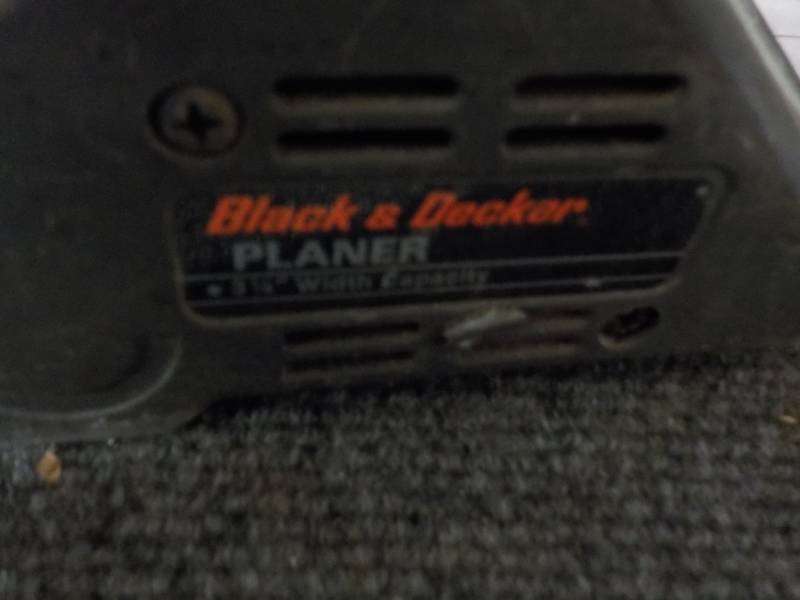 Black & Decker
PLANER
Width Capacity